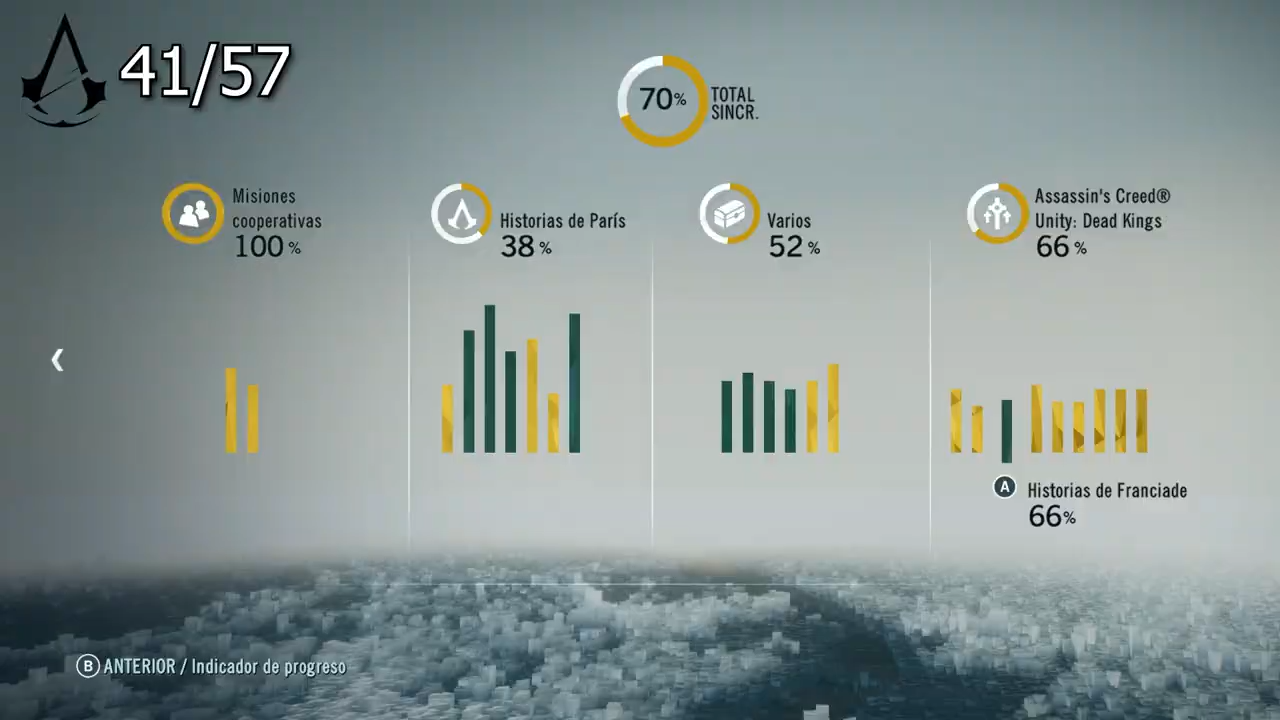 41/57
70%
TOTAL
SINCR.
Misiones
cooperativas
100 %
Historias de París
38 %
Varios
52 %
Assassin's Creed®
Unity: Dead Kings
66 %
A
Historias de Franciade
66%
B ANTERIOR / Indicador de progreso